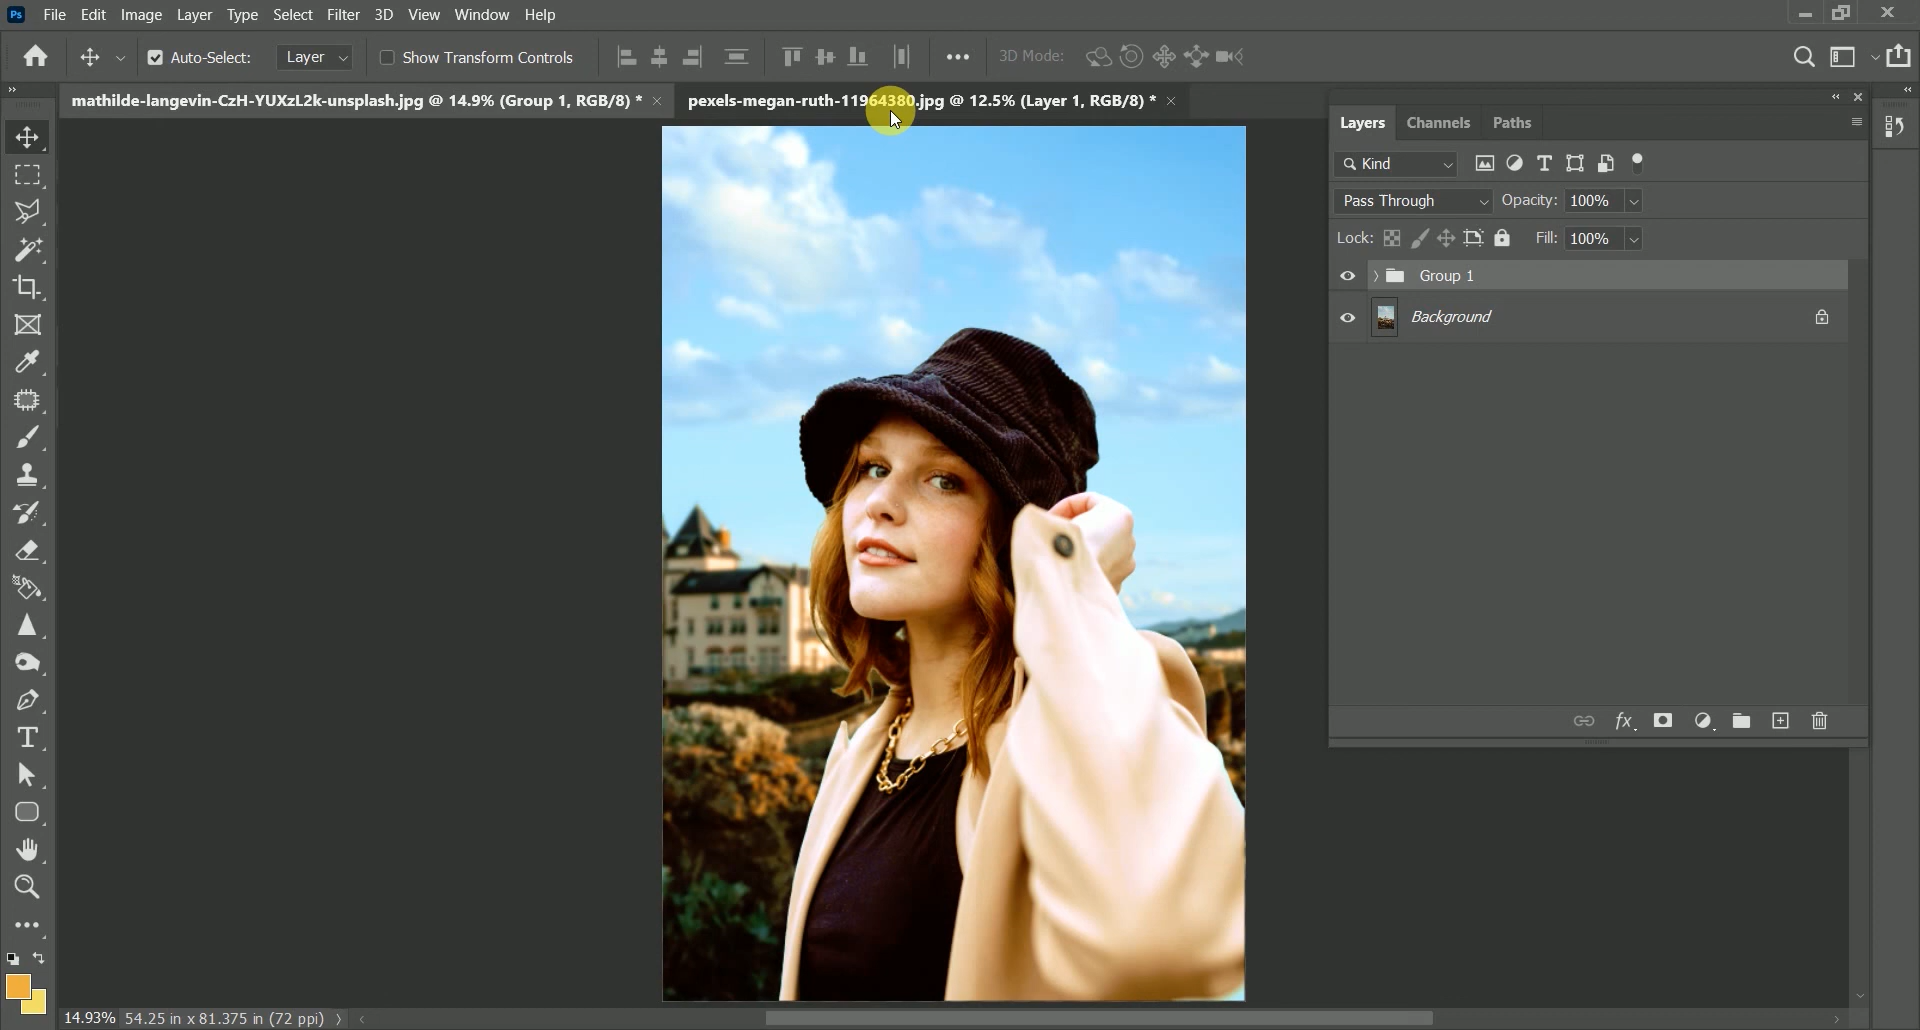 Ps File Edit Image Layer Type Select Filter 3D View Window Help
Auto-Select: Layer Show Transform Controls 3D Mode:
mathilde-langevin-CzH-YUXzL2k-unsplash.jpg @ 14.9% (Group 1, RGB/8) * pexels-megan-ruth-11964380.jpg @ 12.5% (Layer 1, RGB/8) *
Layers Channels Paths
Kind
Pass Through Opacity: 100%
Lock: Fill: 100%
Group 1
Background
fx
14.93% 54.25 in x 81.375 in (72 ppi)